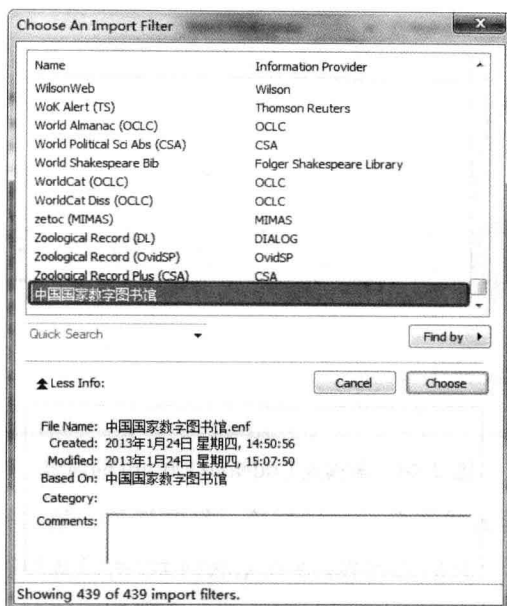 Choose An Import Filter
Name Information Provider
WilsonWeb Wilson
WoK Alert (TS) Thomson Reuters
World Almanac (OCLC) OCLC
World Political Sci Abs (CSA) CSA
World Shakespeare Bib Folger Shakespeare Library
WorldCat (OCLC) OCLC
WorldCat Diss (OCLC) OCLC
zetoc (MIMAS) MIMAS
Zoological Record (DL) DIALOG
Zoological Record (OvidSP) OvidSP
Zoological Record Plus (CSA) CSA
中国国家数字图书馆
Quick Search Find by
Less Info: Cancel Choose
File Name: 中国国家数字图书馆.enf
Created: 2013年1月24日 星期四, 14:50:56
Modified: 2013年1月24日 星期四, 15:07:50
Based On: 中国国家数字图书馆
Category:
Comments:
Showing 439 of 439 import filters.